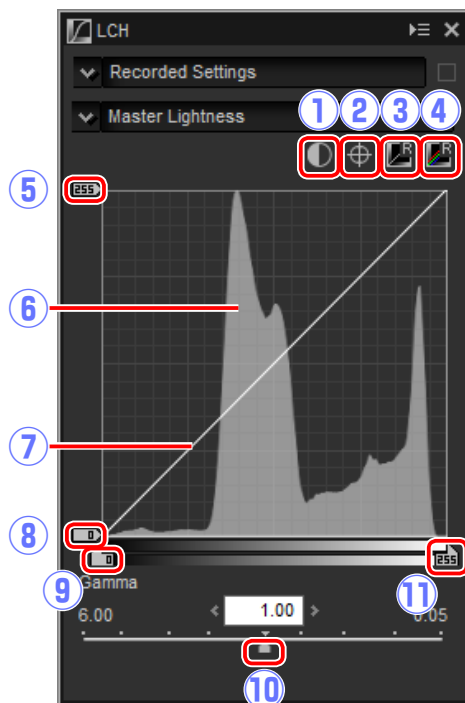 LCH
Recorded Settings
Master Lightness
1 2 3 4
R R
5 255
6
7
8 0
0 255
9 11
Gamma
6.00 1.00 0.05
10